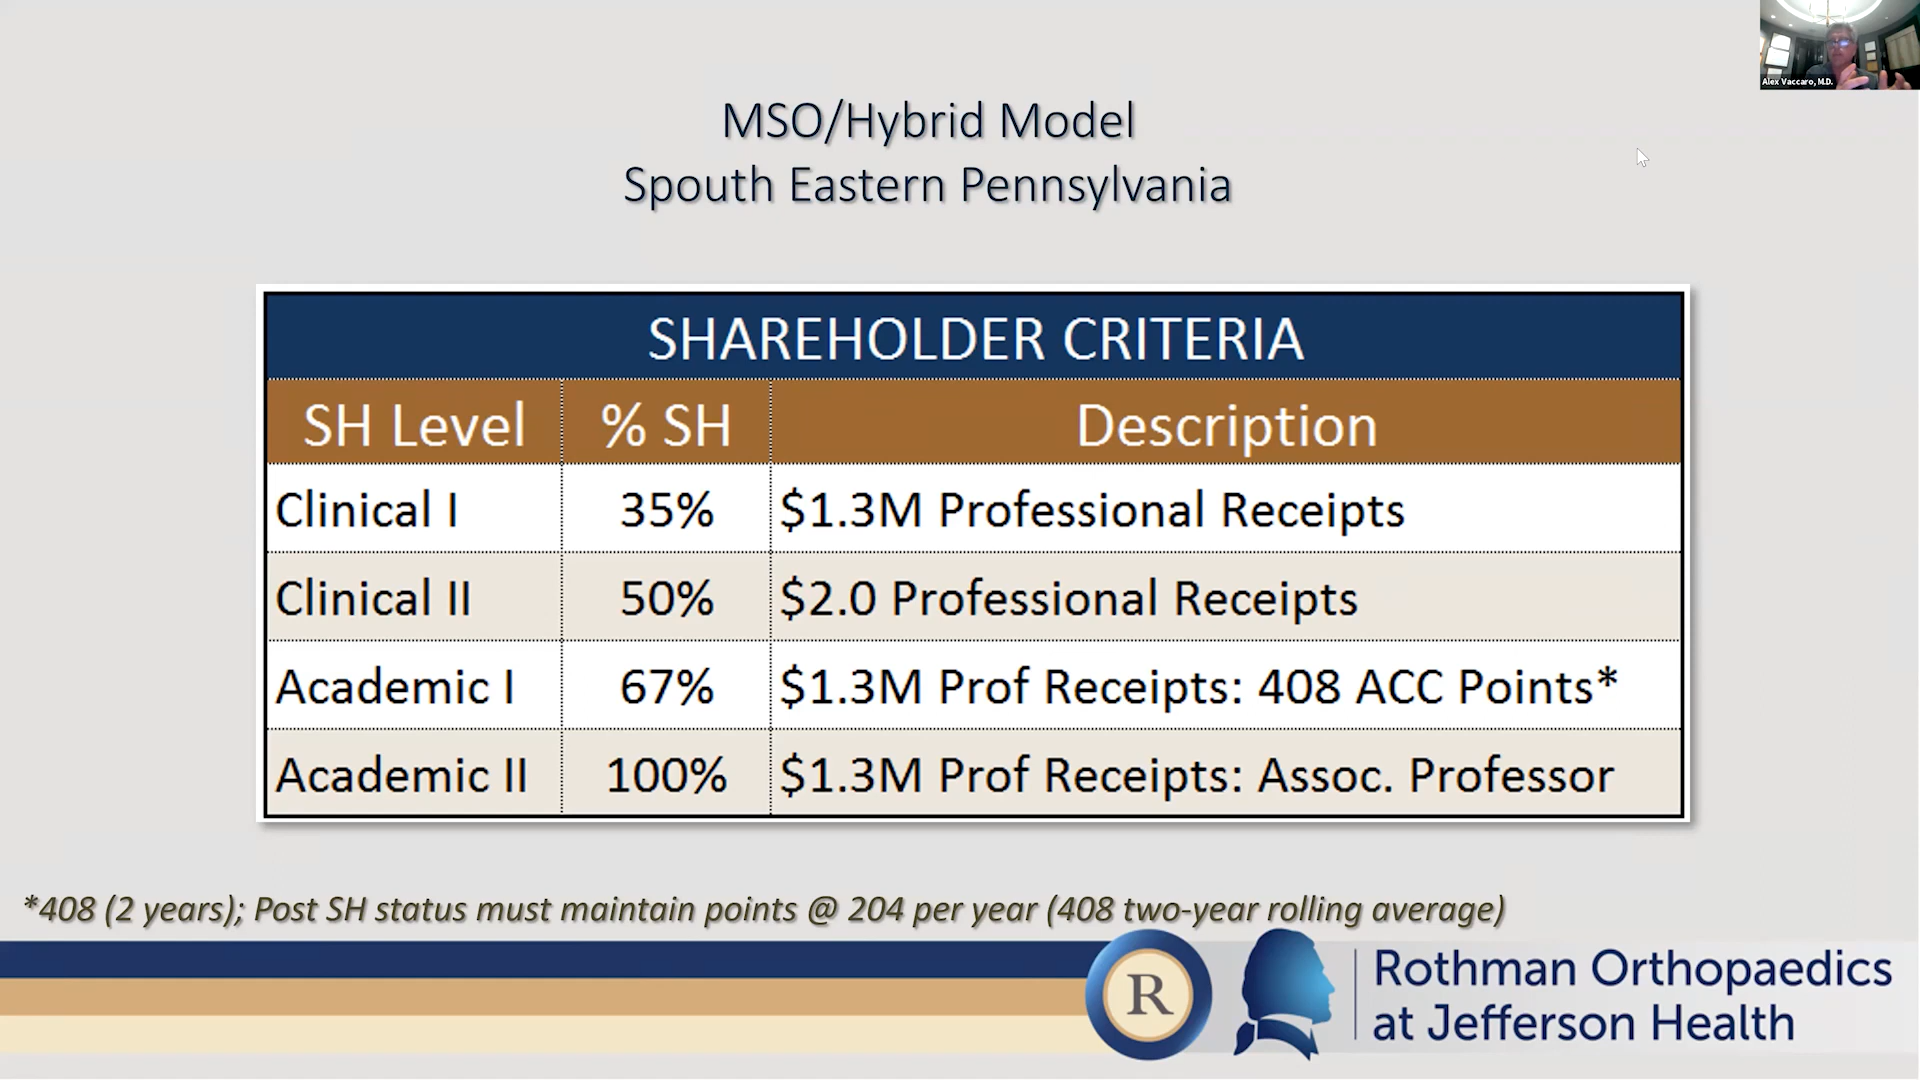 Alex Vaccaro, M.D.
MSO/Hybrid Model
Spouth Eastern Pennsylvania
SHAREHOLDER CRITERIA
SH Level % SH Description
Clinical I 35% $1.3M Professional Receipts
Clinical II 50% $2.0 Professional Receipts
Academic I 67% $1.3M Prof Receipts: 408 ACC Points*
Academic II 100% $1.3M Prof Receipts: Assoc. Professor
*408 (2 years); Post SH status must maintain points @ 204 per year (408 two-year rolling average)
R
Rothman Orthopaedics
at Jefferson Health